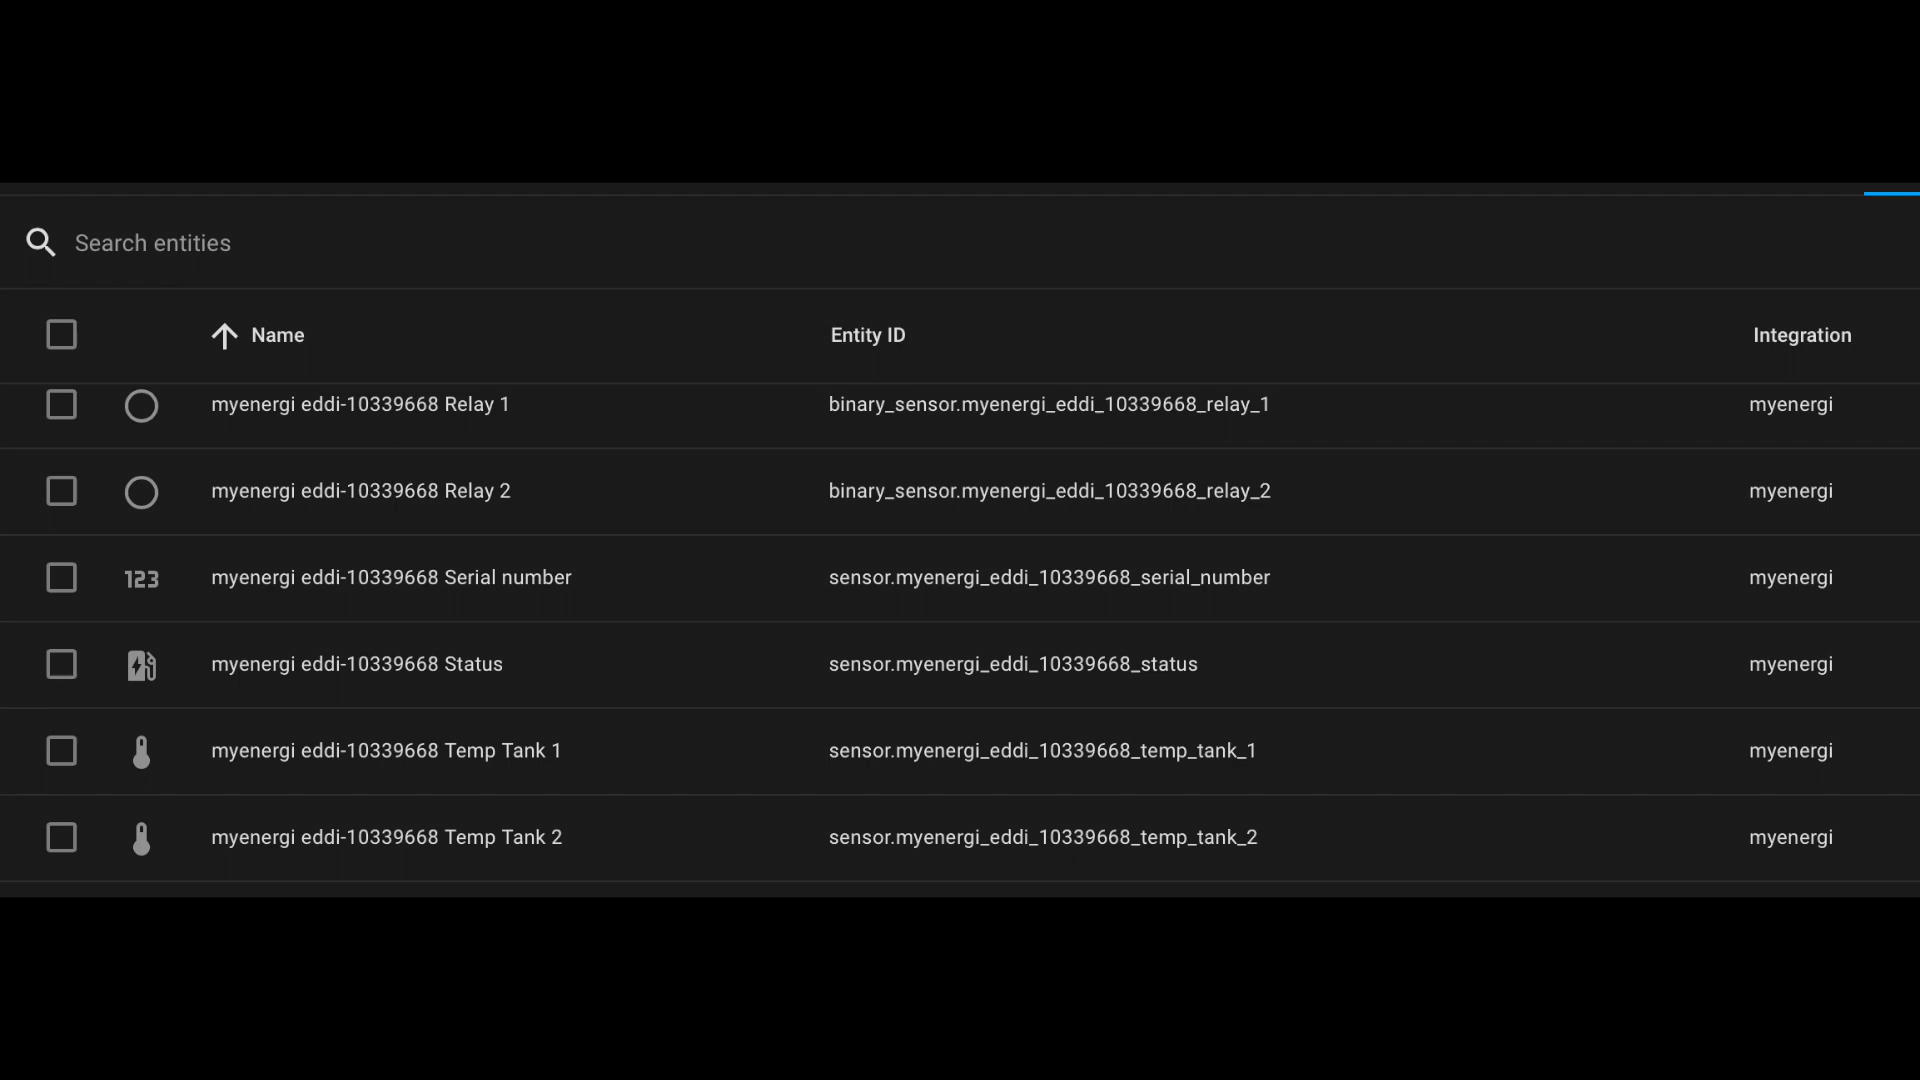 Search entities
Name Entity ID Integration
myenergi eddi-10339668 Relay 1 binary_sensor.myenergi_eddi_10339668_relay_1 myenergi
myenergi eddi-10339668 Relay 2 binary_sensor.myenergi_eddi_10339668_relay_2 myenergi
123 myenergi eddi-10339668 Serial number sensor.myenergi_eddi_10339668_serial_number myenergi
myenergi eddi-10339668 Status sensor.myenergi_eddi_10339668_status myenergi
myenergi eddi-10339668 Temp Tank 1 sensor.myenergi_eddi_10339668_temp_tank_1 myenergi
myenergi eddi-10339668 Temp Tank 2 sensor.myenergi_eddi_10339668_temp_tank_2 myenergi